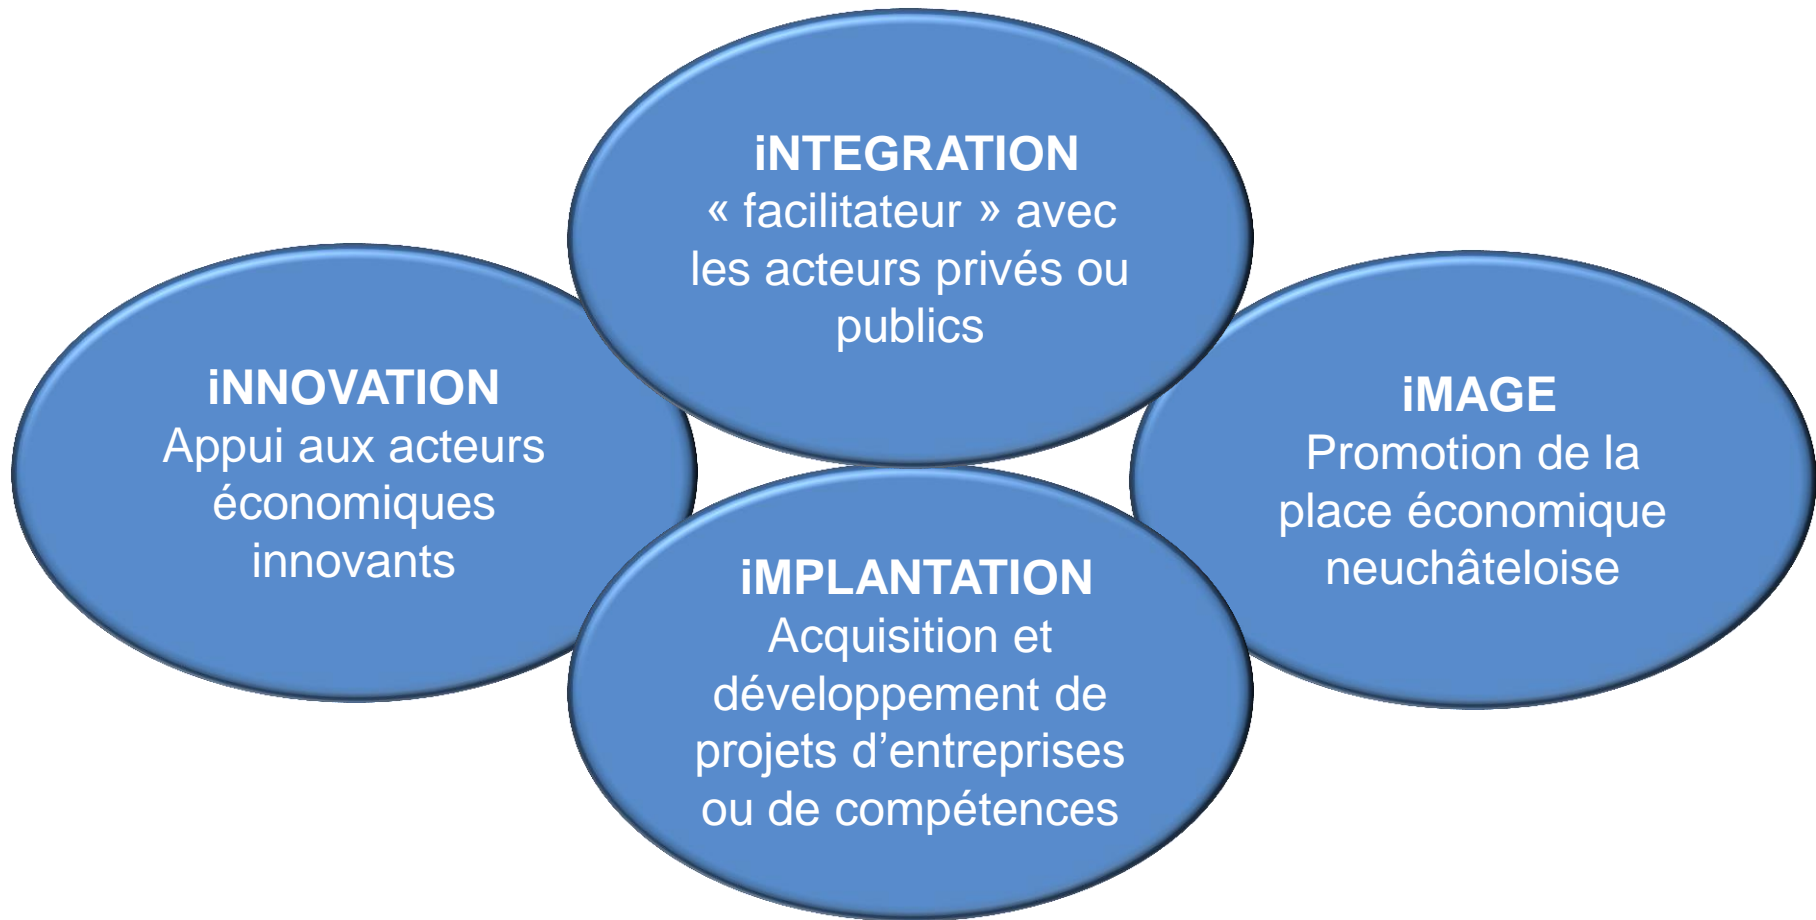 iNTEGRATION
« facilitateur » avec
les acteurs privés ou
publics
iNNOVATION
Appui aux acteurs
économiques
innovants
iMAGE
Promotion de la
place économique
neuchâteloise
iMPLANTATION
Acquisition et
développement de
projets d’entreprises
ou de compétences